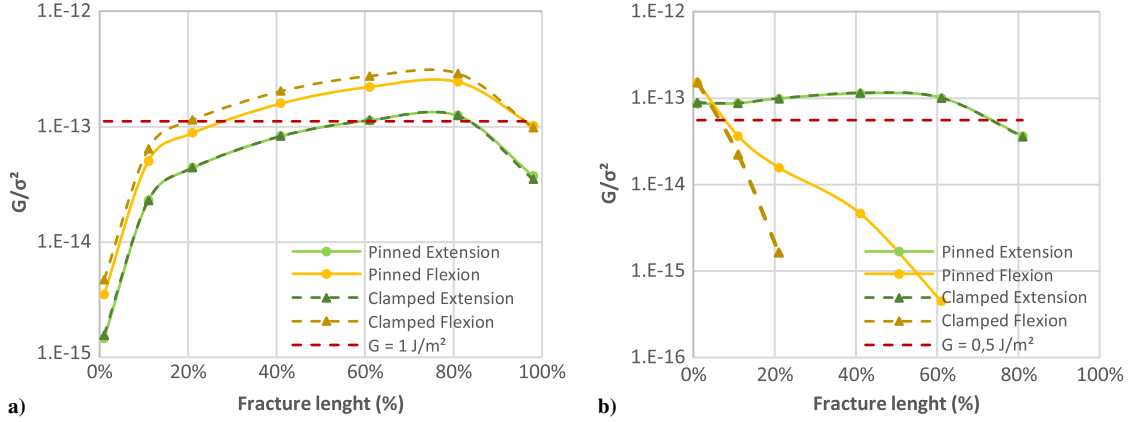 1.E-12
1.E-13
1.E-14
1.E-15
G/σ²
0%
20%
40%
60%
80%
100%
Fracture lenght (%)
Pinned Extension
Pinned Flexion
Clamped Extension
Clamped Flexion
G = 1 J/m²
a)
1.E-12
1.E-13
1.E-14
1.E-15
1.E-16
G/σ²
0%
20%
40%
60%
80%
100%
Fracture lenght (%)
Pinned Extension
Pinned Flexion
Clamped Extension
Clamped Flexion
G = 0,5 J/m²
b)